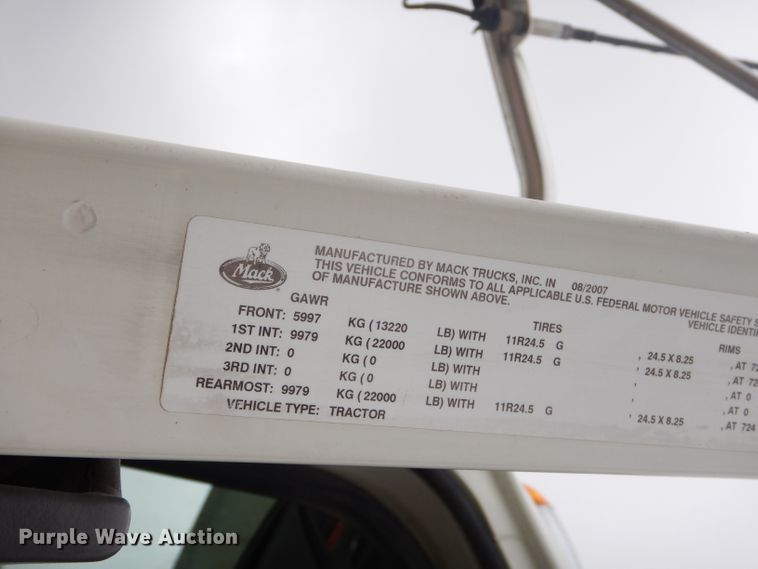 Mack
MANUFACTURED BY MACK TRUCKS, INC. IN 08/2007
THIS VEHICLE CONFORMS TO ALL APPLICABLE U.S. FEDERAL MOTOR VEHICLE SAFETY
OF MANUFACTURE SHOWN ABOVE. VEHICLE
GAWR TIRES RIMS
FRONT: 5997 KG ( 13220 LB) WITH 11R24.5 G , 24.5 X 8.25 , AT
1ST INT: 9979 KG ( 22000 LB) WITH 11R24.5 G , 24.5 X 8.25 , AT
2ND INT: 0 KG ( 0 LB) WITH , , AT 0
3RD INT: 0 KG ( 0 LB) WITH , , AT 0
REARMOST: 9979 KG ( 22000 LB) WITH 11R24.5 G , 24.5 X 8.25 , AT 724
VEHICLE TYPE: TRACTOR
Purple Wave Auction